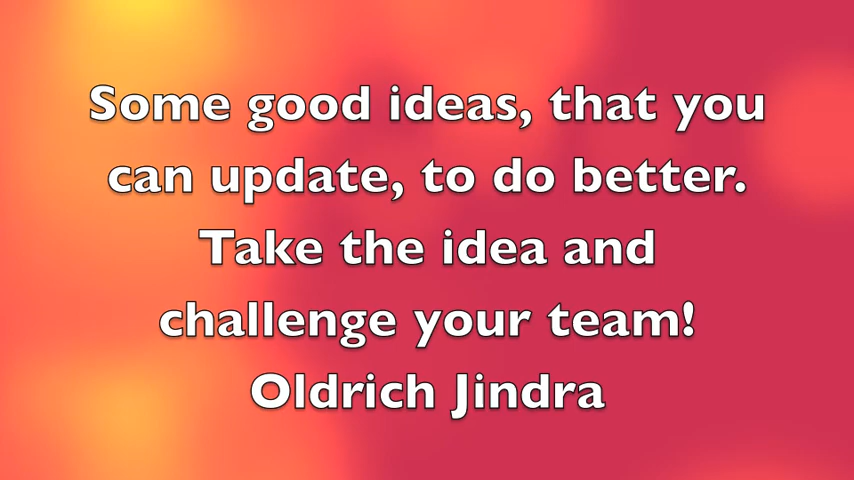 Some good ideas, that you
can update, to do better.
Take the idea and
challenge your team!
Oldrich Jindra